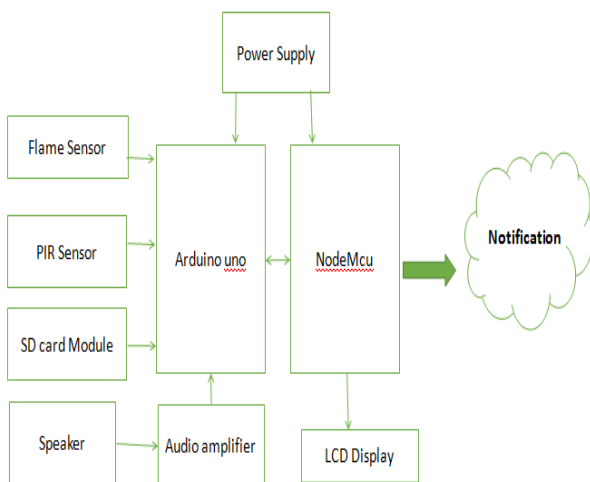 Power Supply
Flame Sensor
PIR Sensor
Arduino uno
NodeMcu
Notification
SD card Module
Speaker
Audio amplifier
LCD Display